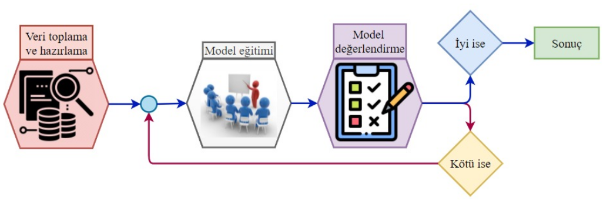 Veri toplama
ve hazırlama
Model eğitimi
Model
değerlendirme
İyi ise
Sonuç
Kötü ise